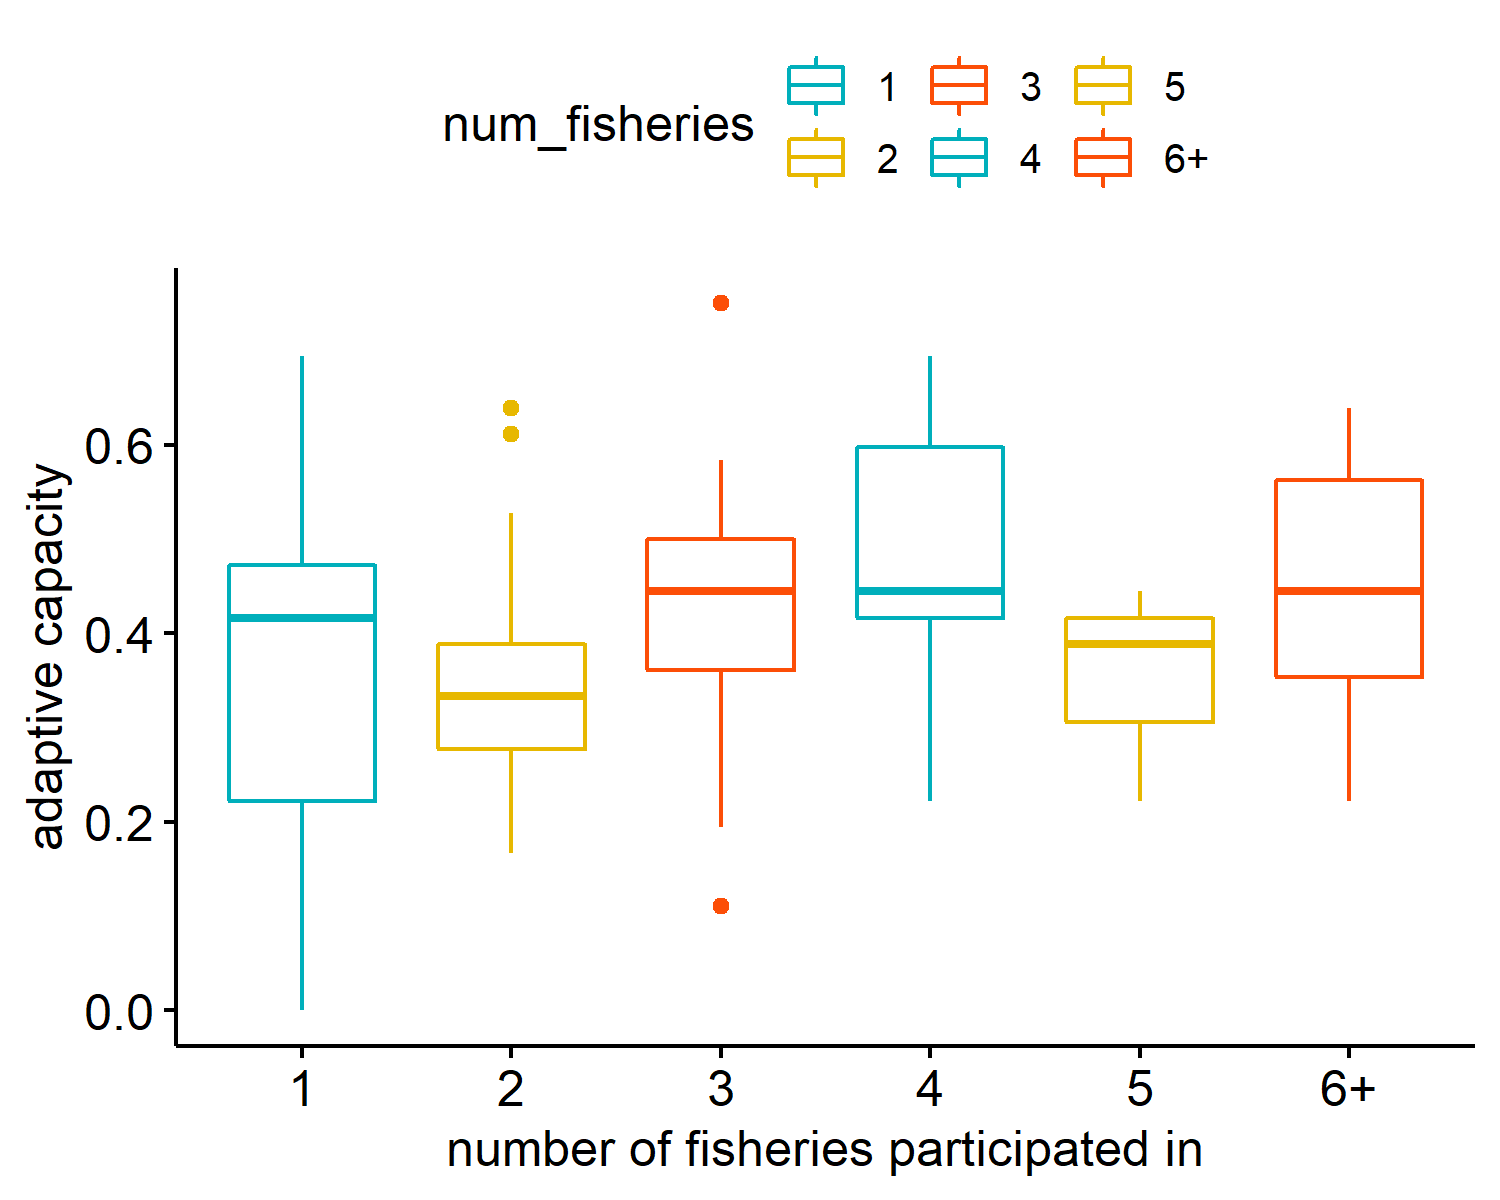 num_fisheries
1 3 5
2 4 6+
adaptive capacity
0.6
0.4
0.2
0.0
1 2 3 4 5 6+
number of fisheries participated in